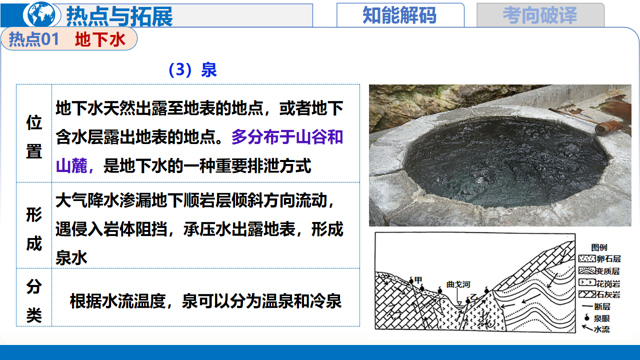 热点与拓展
知能解码
考向破译
热点01 地下水
（3）泉
位置
地下水天然出露至地表的地点，或者地下
含水层露出地表的地点。多分布于山谷和
山麓，是地下水的一种重要排泄方式
形成
大气降水渗漏地下顺岩层倾斜方向流动，
遇侵入岩体阻挡，承压水出露地表，形成
泉水
分类
根据水流温度，泉可以分为温泉和冷泉
图例
卵石层
变质层
花岗岩
石灰岩
断层
泉眼
水流
甲
曲戈河
乙